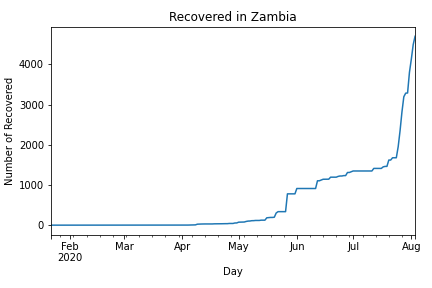 Recovered in Zambia
Number of Recovered
4000
3000
2000
1000
0
Feb
2020
Mar
Apr
May
Jun
Jul
Aug
Day